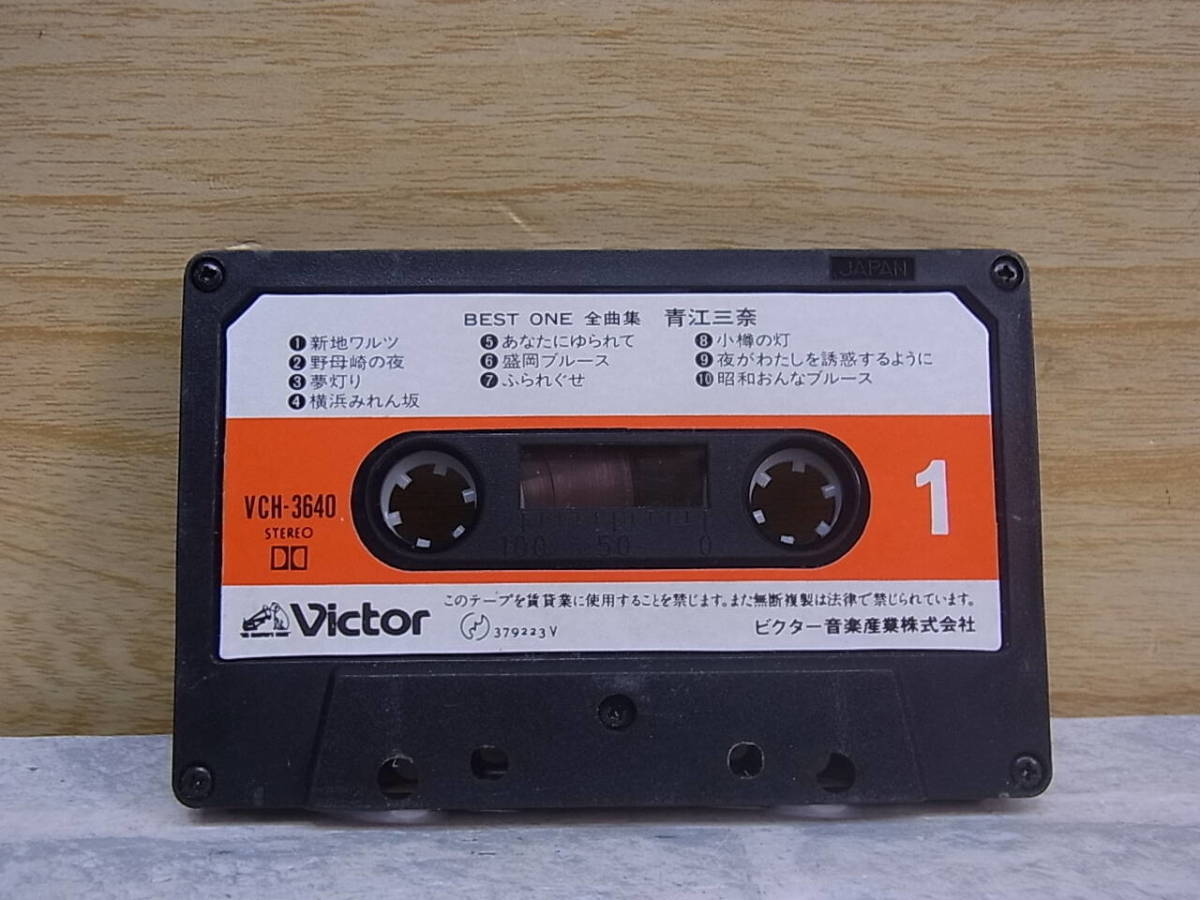 JAPAN
BEST ONE 全曲集 青江三奈
❶新地ワルツ
❷野母崎の夜
❸夢灯り
❹横浜みれん坂
❺あなたにゆられて
❻盛岡ブルース
❼ふられぐせ
❽小樽の灯
❾夜がわたしを誘惑するように
❿昭和おんなブルース
VCH-3640
STEREO
1
100 50 0
Victor
このテープを賃貸業に使用することを禁じます。また無断複製は法律で禁じられています。
379223V
ビクター音楽産業株式会社